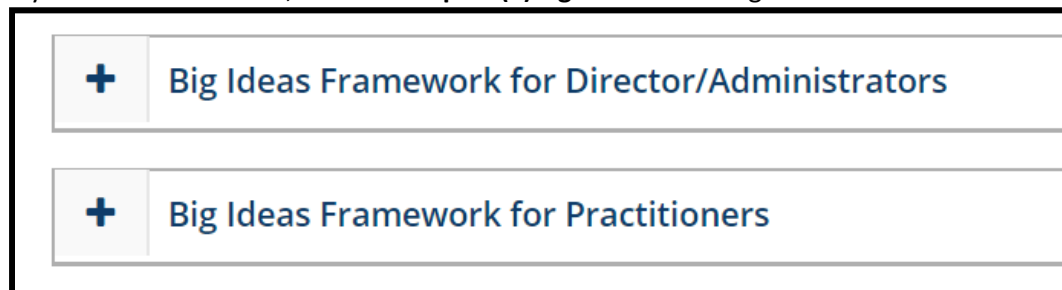 + Big Ideas Framework for Director/Administrators
+ Big Ideas Framework for Practitioners